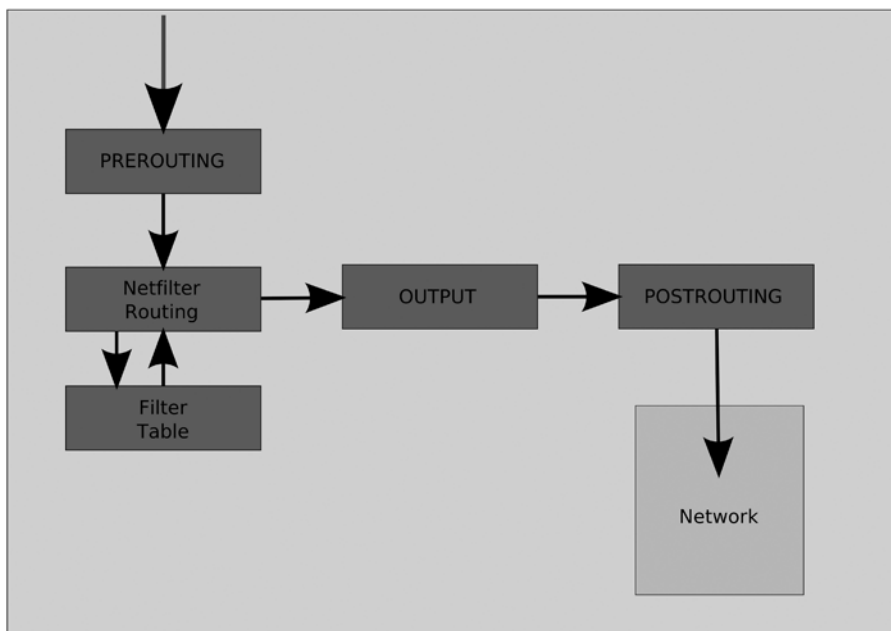 PREROUTING
Netfilter
Routing
OUTPUT
POSTROUTING
Filter
Table
Network